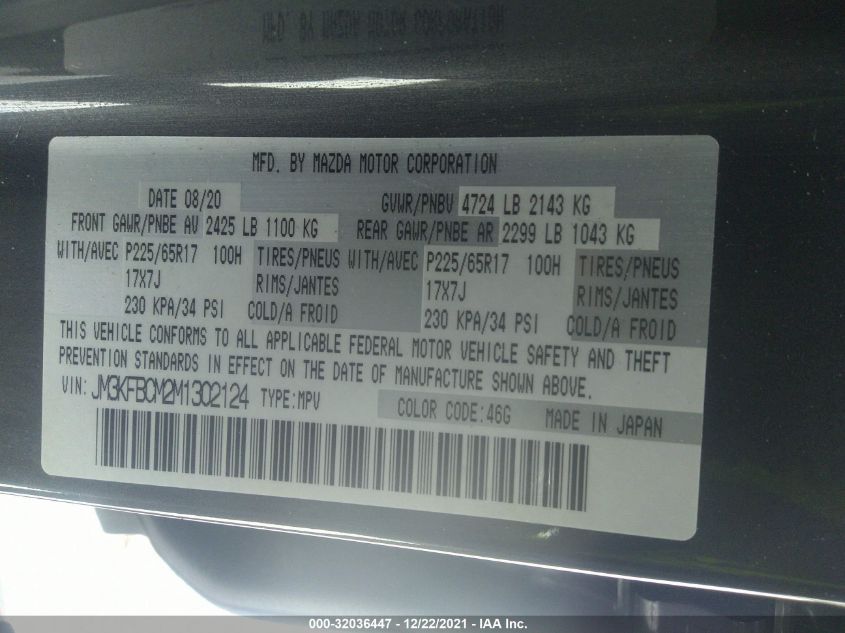 MFD. BY MAZDA MOTOR CORPORATION
DATE 08/20 GVWR/PNBV 4724 LB 2143 KG
FRONT GAWR/PNBE AV 2425 LB 1100 KG REAR GAWR/PNBE AR 2299 LB 1043 KG
WITH/AVEC P225/65R17 100H TIRES/PNEUS WITH/AVEC P225/65R17 100H TIRES/PNEUS
17X7J RIMS/JANTES 17X7J RIMS/JANTES
230 KPA/34 PSI COLD/A FROID 230 KPA/34 PSI COLD/A FROID
THIS VEHICLE CONFORMS TO ALL APPLICABLE FEDERAL MOTOR VEHICLE SAFETY AND THEFT
PREVENTION STANDARDS IN EFFECT ON THE DATE OF MANUFACTURE SHOWN ABOVE.
VIN: JM3KFBCM2M1302124 TYPE:MPV COLOR CODE:46G MADE IN JAPAN
000-32036447 - 12/22/2021 - IAA Inc.